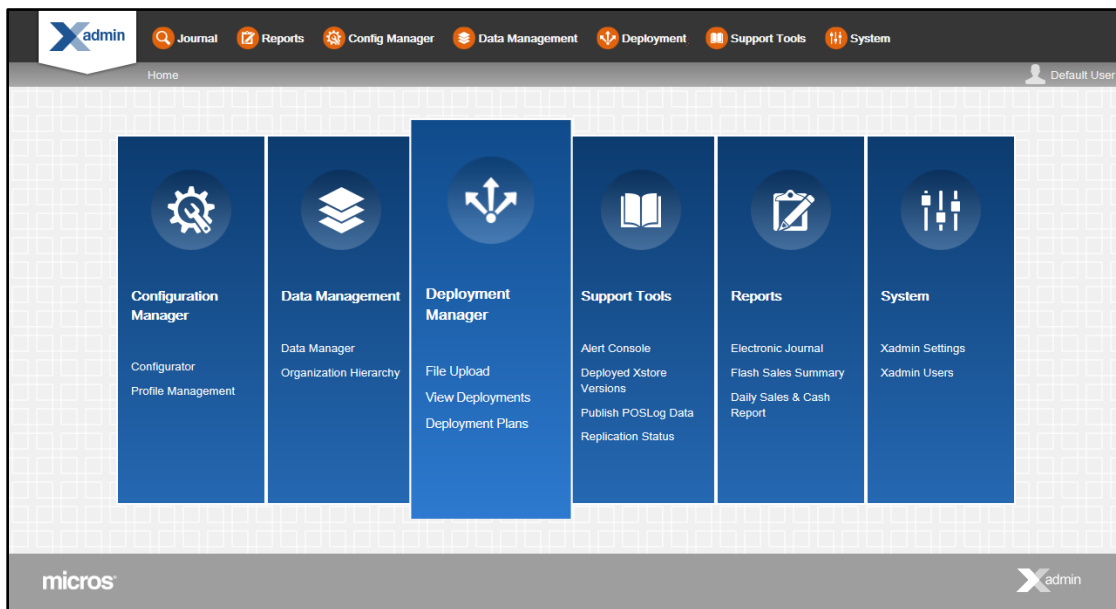 Xadmin
Journal Reports Config Manager Data Management Deployment Support Tools System
Home
Default User
Configuration
Manager
Configurator
Profile Management
Data Management
Data Manager
Organization Hierarchy
Deployment
Manager
File Upload
View Deployments
Deployment Plans
Support Tools
Alert Console
Deployed Xstore
Versions
Publish POSLog Data
Replication Status
Reports
Electronic Journal
Flash Sales Summary
Daily Sales & Cash
Report
System
Xadmin Settings
Xadmin Users
micros
Xadmin